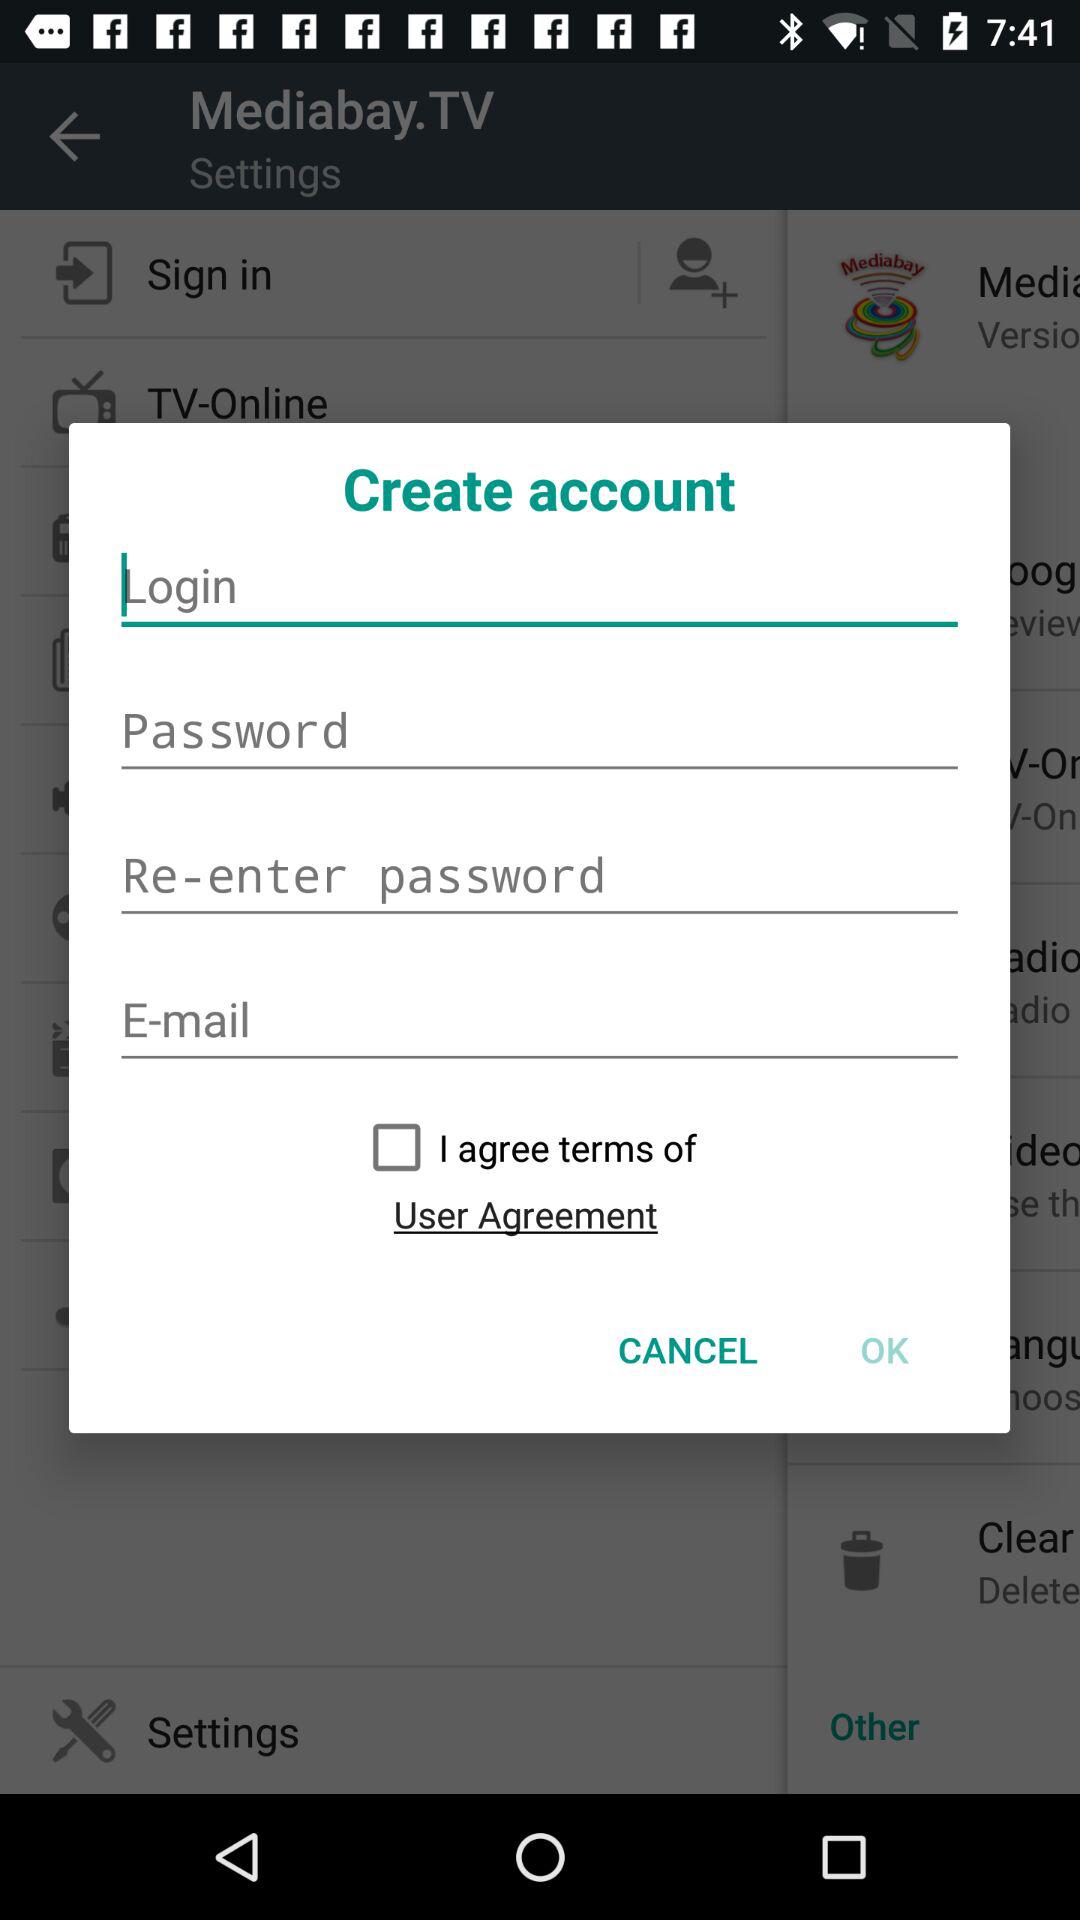 7:41
Mediabay.TV
Settings
Sign in
Mediabay
Media
Versio
TV-Online
Create account
Login
Password
Re-enter password
E-mail
I agree terms of
User Agreement
CANCEL OK
oog
eview
V-On
V-On
adio
adio
ideo
se th
angu
hoos
Clear
Delete
Settings
Other